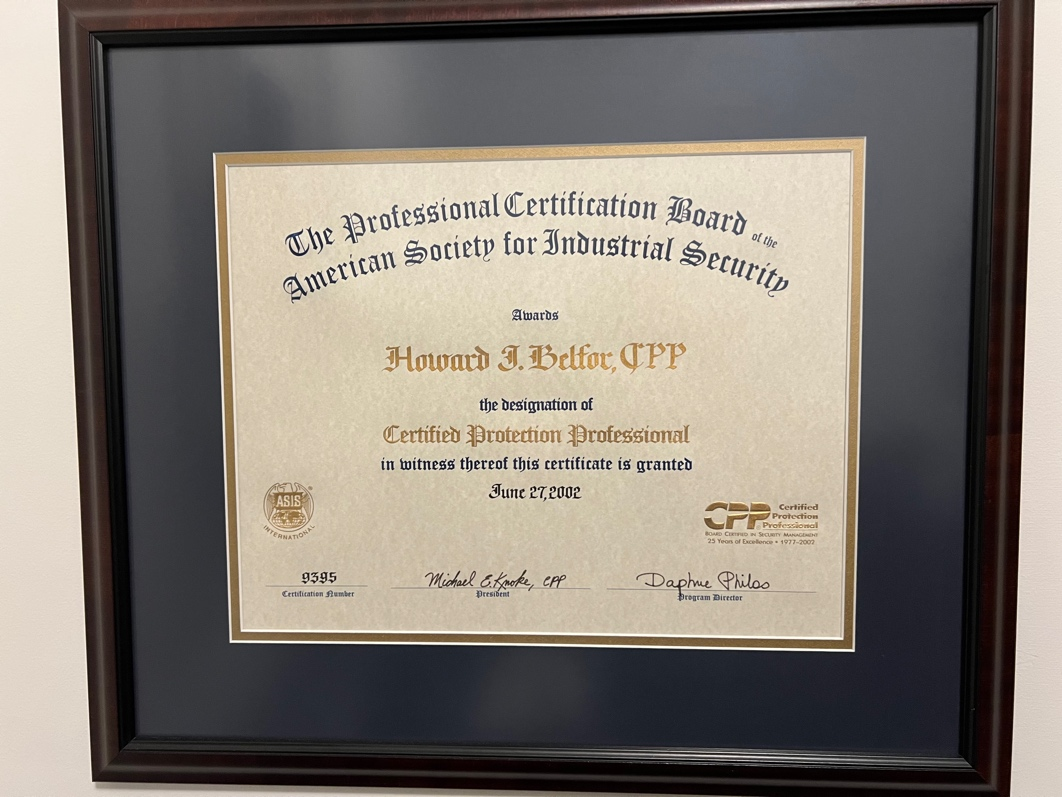 The Professional Certification Board of the
American Society for Industrial Security
Awards
Howard J. Belfor, CPP
the designation of
Certified Protection Professional
in witness thereof this certificate is granted
June 27, 2002
ASIS
INTERNATIONAL
®
CPP
Certified
Protection
Professional
BOARD CERTIFIED IN SECURITY MANAGEMENT
25 Years of Excellence • 1977-2002
9395
Certification Number
Michael E. Knoke, CPP
President
Daphne Philos
Program Director